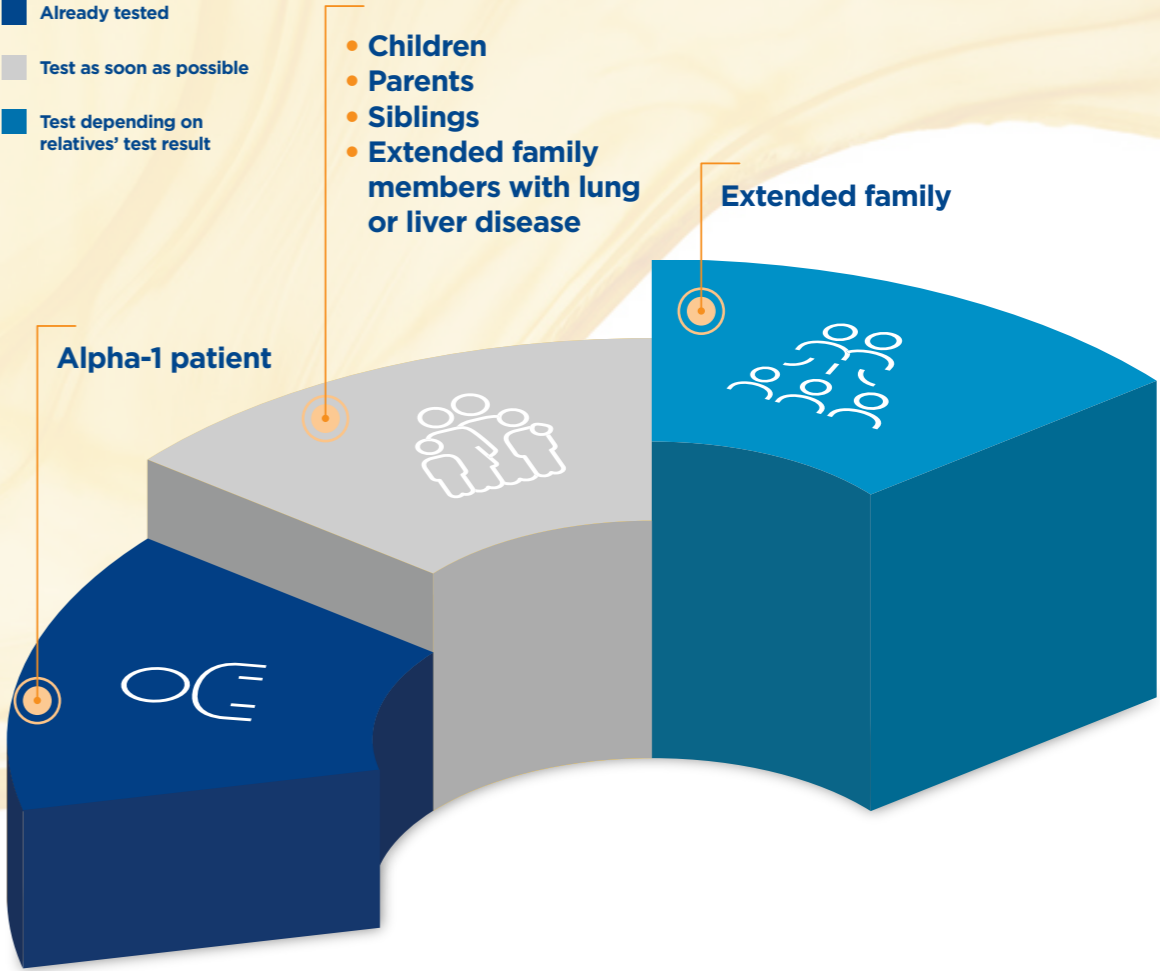 Already tested
Test as soon as possible
Test depending on
relatives’ test result
• Children
• Parents
• Siblings
• Extended family
members with lung
or liver disease
Extended family
Alpha-1 patient